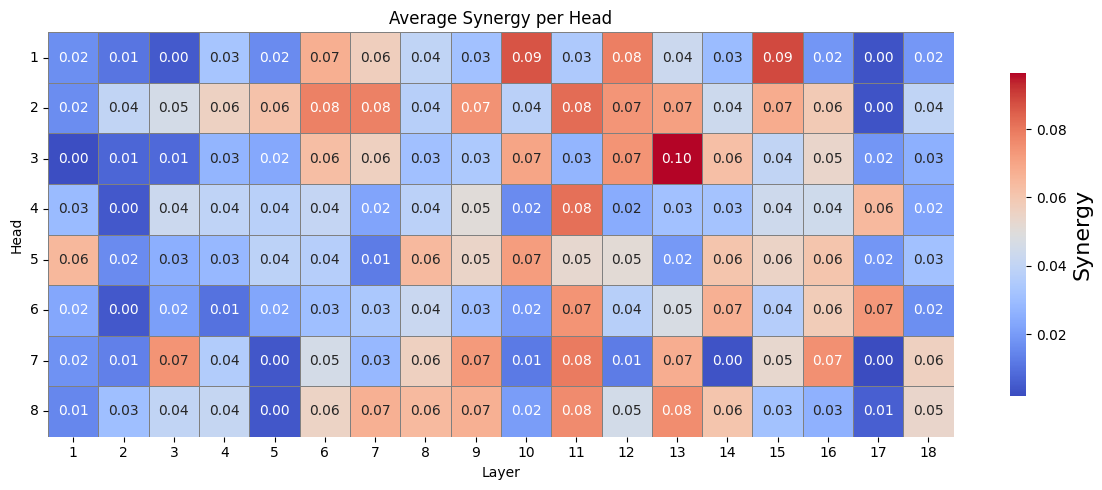 Average Synergy per Head
1 0.02 0.01 0.00 0.03 0.02 0.07 0.06 0.04 0.03 0.09 0.03 0.08 0.04 0.03 0.09 0.02 0.00 0.02
2 0.02 0.04 0.05 0.06 0.06 0.08 0.08 0.04 0.07 0.04 0.08 0.07 0.07 0.04 0.07 0.06 0.00 0.04
3 0.00 0.01 0.01 0.03 0.02 0.06 0.06 0.03 0.03 0.07 0.03 0.07 0.10 0.06 0.04 0.05 0.02 0.03
4 0.03 0.00 0.04 0.04 0.04 0.04 0.02 0.04 0.05 0.02 0.08 0.02 0.03 0.03 0.04 0.04 0.06 0.02
5 0.06 0.02 0.03 0.03 0.04 0.04 0.01 0.06 0.05 0.07 0.05 0.05 0.02 0.06 0.06 0.06 0.02 0.03
6 0.02 0.00 0.02 0.01 0.02 0.03 0.03 0.04 0.03 0.02 0.07 0.04 0.05 0.07 0.04 0.06 0.07 0.02
7 0.02 0.01 0.07 0.04 0.00 0.05 0.03 0.06 0.07 0.01 0.08 0.01 0.07 0.00 0.05 0.07 0.00 0.06
8 0.01 0.03 0.04 0.04 0.00 0.06 0.07 0.06 0.07 0.02 0.08 0.05 0.08 0.06 0.03 0.03 0.01 0.05
1 2 3 4 5 6 7 8 9 10 11 12 13 14 15 16 17 18
Layer
Head
0.08
0.06
0.04
0.02
Synergy